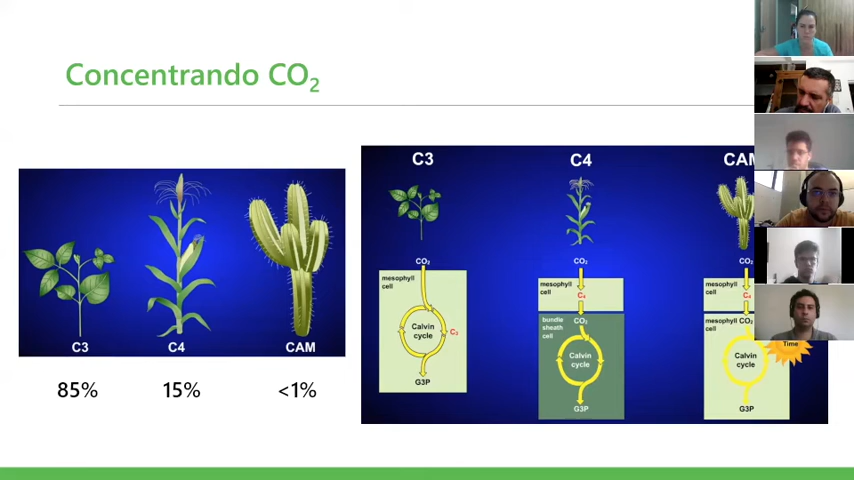 Concentrando CO₂
C3
C4
CAM
85%
15%
<1%
C3
C4
CAM
CO₂
CO₂
CO₂
mesophyll
cell
Calvin
cycle
C₃
G3P
mesophyll
cell
C₄
bundle
sheath
cell
CO₂
Calvin
cycle
G3P
mesophyll
cell
C₄
mesophyll
cell
CO₂
Calvin
cycle
G3P
Time